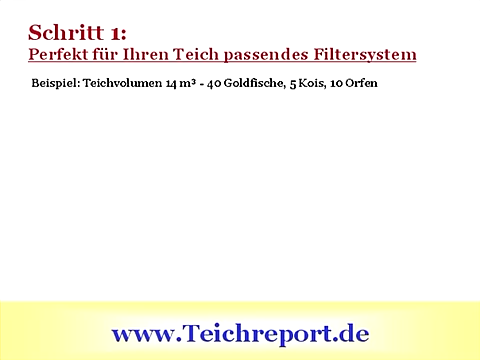 Schritt 1:
Perfekt für Ihren Teich passendes Filtersystem
Beispiel: Teichvolumen 14 m³ - 40 Goldfische, 5 Kois, 10 Orfen
www.Teichreport.de